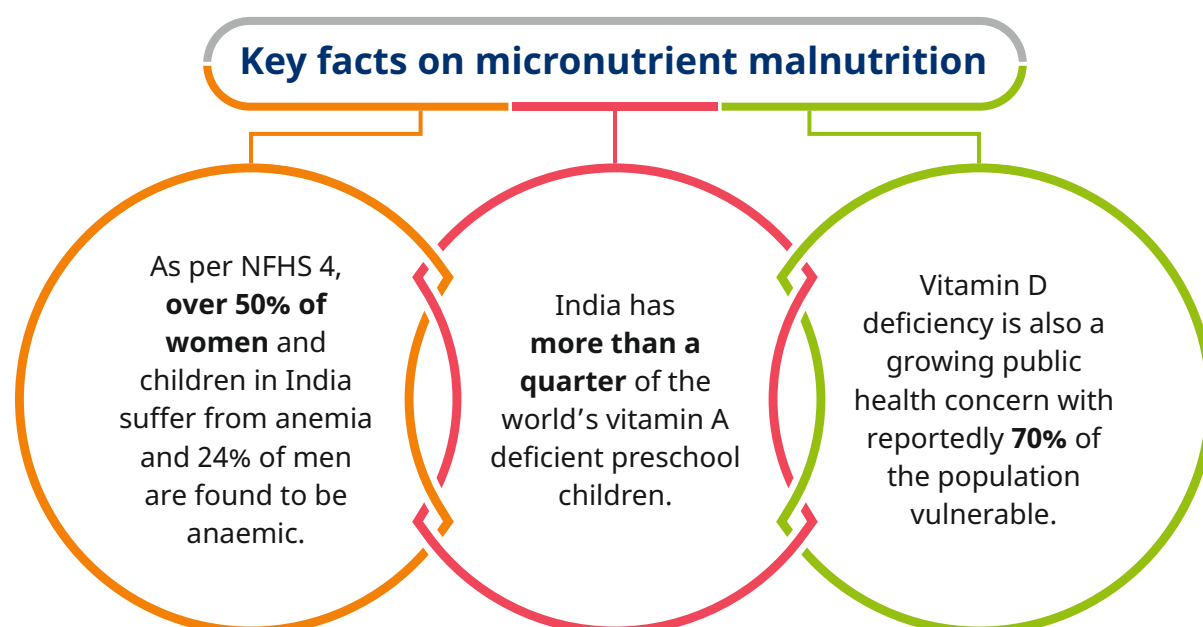 Key facts on micronutrient malnutrition
As per NFHS 4,
over 50% of
women and
children in India
suffer from anemia
and 24% of men
are found to be
anaemic.
India has
more than a
quarter of the
world's vitamin A
deficient preschool
children.
Vitamin D
deficiency is also a
growing public
health concern with
reportedly 70% of
the population
vulnerable.